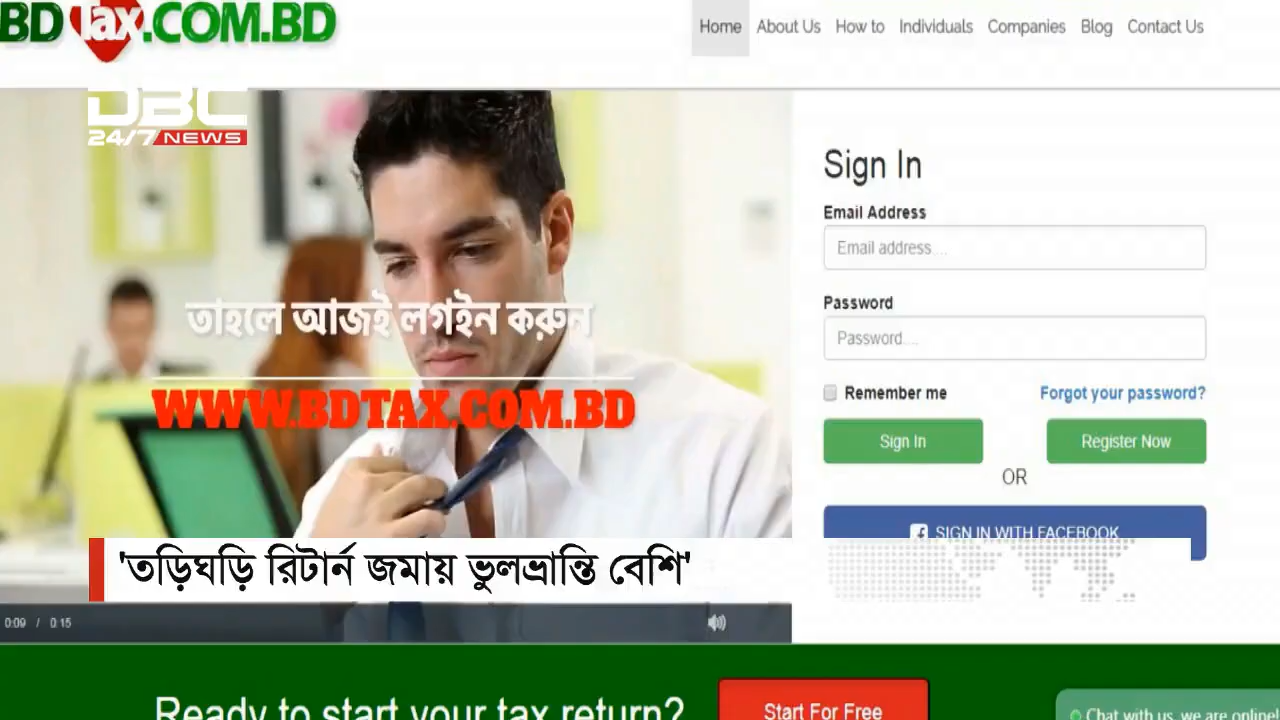 BD Tax.COM.BD
Home About Us How to Individuals Companies Blog Contact Us
DBC
24/7 NEWS
Sign In
Email Address
Email address....
Password
Password....
Remember me Forgot your password?
Sign In Register Now
OR
SIGN IN WITH FACEBOOK
তাহলে আজই লগইন করুন
WWW.BDTAX.COM.BD
'তড়িঘড়ি রিটার্ন জমায় ভুলভ্রান্তি বেশি'
0:09 / 0:15
Ready to start your tax return? Start For Free
Chat with us, we are online!